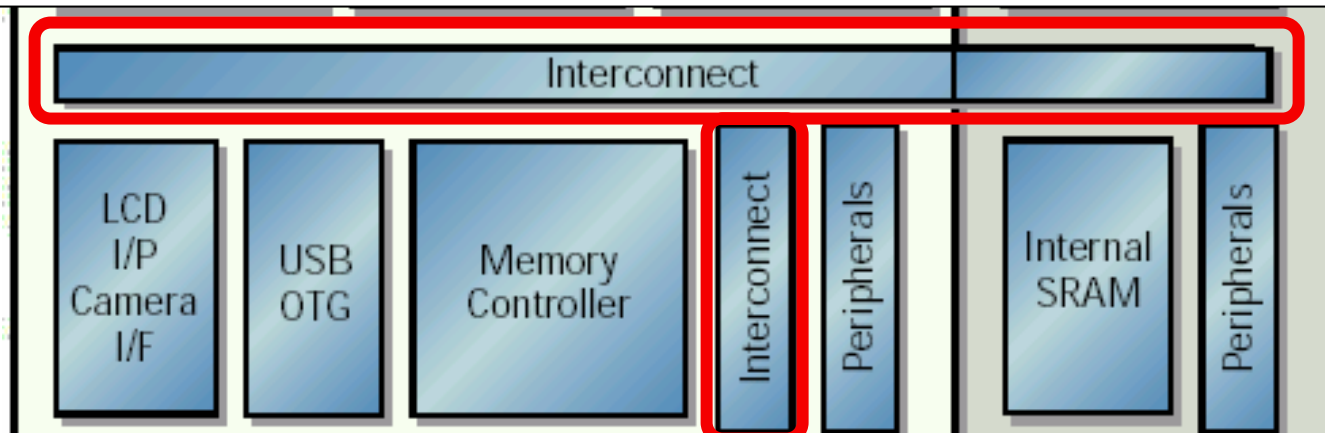 Interconnect
LCD
I/P
Camera
I/F
USB
OTG
Memory
Controller
Interconnect
Peripherals
Internal
SRAM
Peripherals